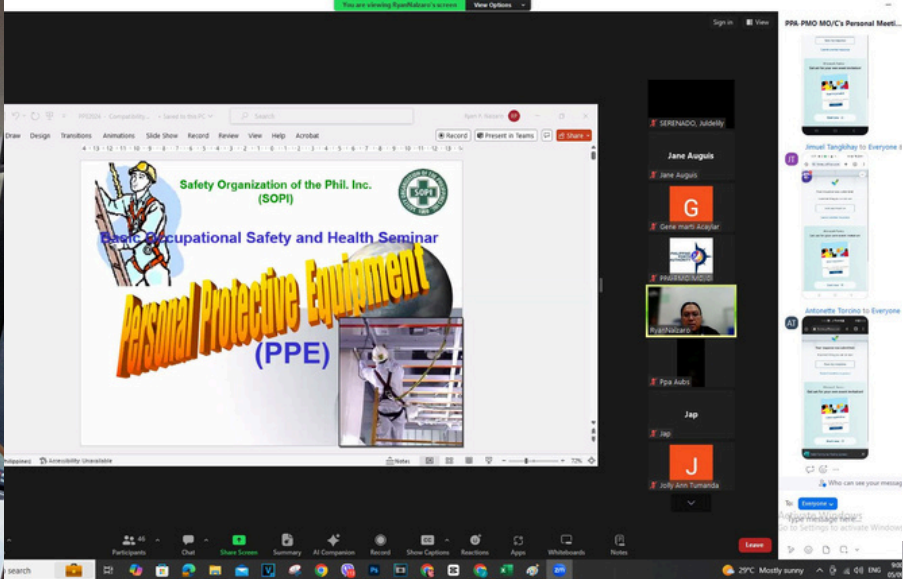 You are viewing RyanNalzaro's screen
View Options
Sign in
View
PPA-PMO MO/C's Personal Meeti...
Search
Draw Design Transitions Animations Slide Show Record Review View Help Acrobat
Record
Present in Teams
Share
Safety Organization of the Phil. Inc.
(SOPI)
SOPI
Basic Occupational Safety and Health Seminar
Personal Protective Equipment
(PPE)
Accessibility: Unavailable
Notes
72%
SERENADO, Juldelily
Jane Auguis
Jane Auguis
G
Gene marti Acaylar
RyanNalzaro
Ppa Aubs
Jap
Jap
J
Jolly Ann Tumanda
Jimuel Tangkihay to Everyone
JT
Antonette Torcino to Everyone
AT
Who can see your messag
To: Everyone
Type message here...
Activate Windows
Go to Settings to activate Windows
46
Participants
Chat
Share Screen
Summary
AI Companion
Record
Show Captions
Reactions
Apps
Whiteboards
Notes
Leave
search
29°C Mostly sunny
ENG